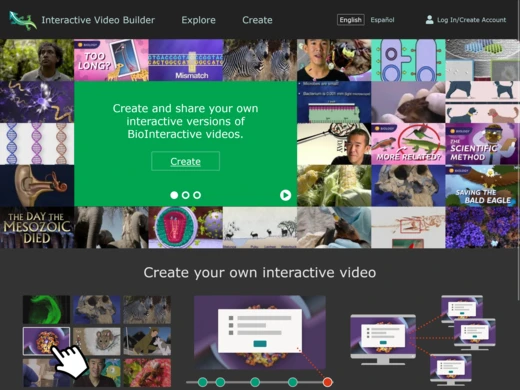 Interactive Video Builder
Explore
Create
English
Español
Log In/Create Account
TOO LONG?
Mismatch
Create and share your own
interactive versions of
BioInteractive videos.
Create
MORE RELATED?
THE
SCIENTIFIC
METHOD
SAVING THE
BALD EAGLE
THE DAY THE
MESOZOIC
DIED
Create your own interactive video